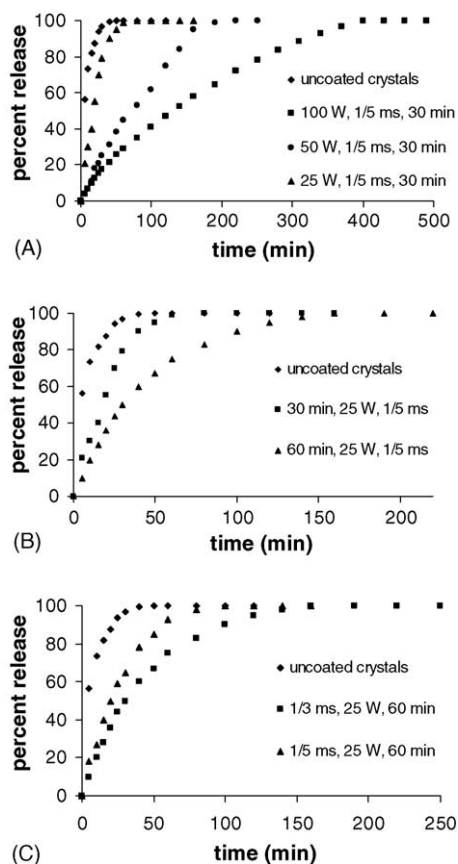 percent release
100
80
60
40
20
0
uncoated crystals
100 W, 1/5 ms, 30 min
50 W, 1/5 ms, 30 min
25 W, 1/5 ms, 30 min
0 100 200 300 400 500
(A)
time (min)
percent release
100
80
60
40
20
0
uncoated crystals
30 min, 25 W, 1/5 ms
60 min, 25 W, 1/5 ms
0 50 100 150 200
(B)
time (min)
percent release
100
80
60
40
20
0
uncoated crystals
1/3 ms, 25 W, 60 min
1/5 ms, 25 W, 60 min
0 50 100 150 200 250
(C)
time (min)